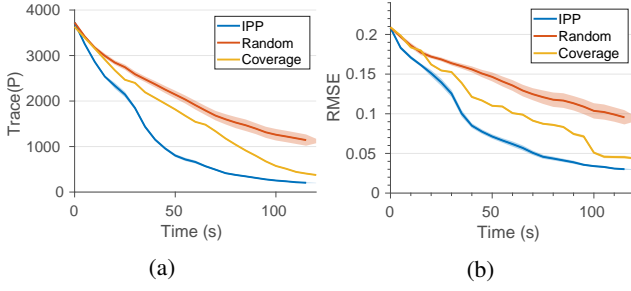 IPP
Random
Coverage
4000
3000
2000
1000
0
Trace(P)
0
50
100
Time (s)
(a)
IPP
Random
Coverage
0.2
0.15
0.1
0.05
0
RMSE
0
50
100
Time (s)
(b)